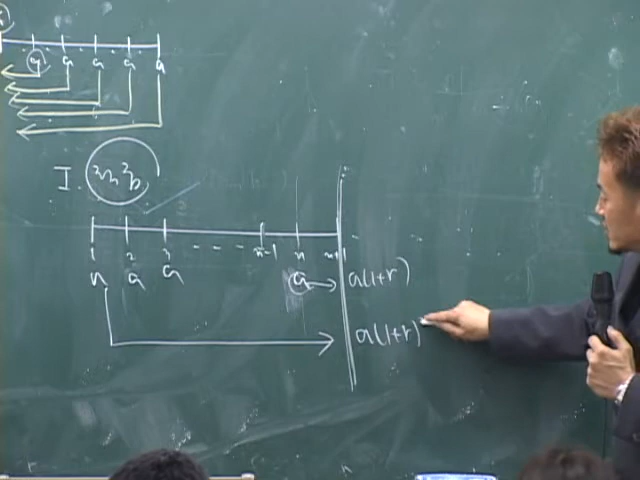 a a a a a
I.
1 2 3 - - - n-1 n n+1
a a a a → a(1+r)
a(1+r)